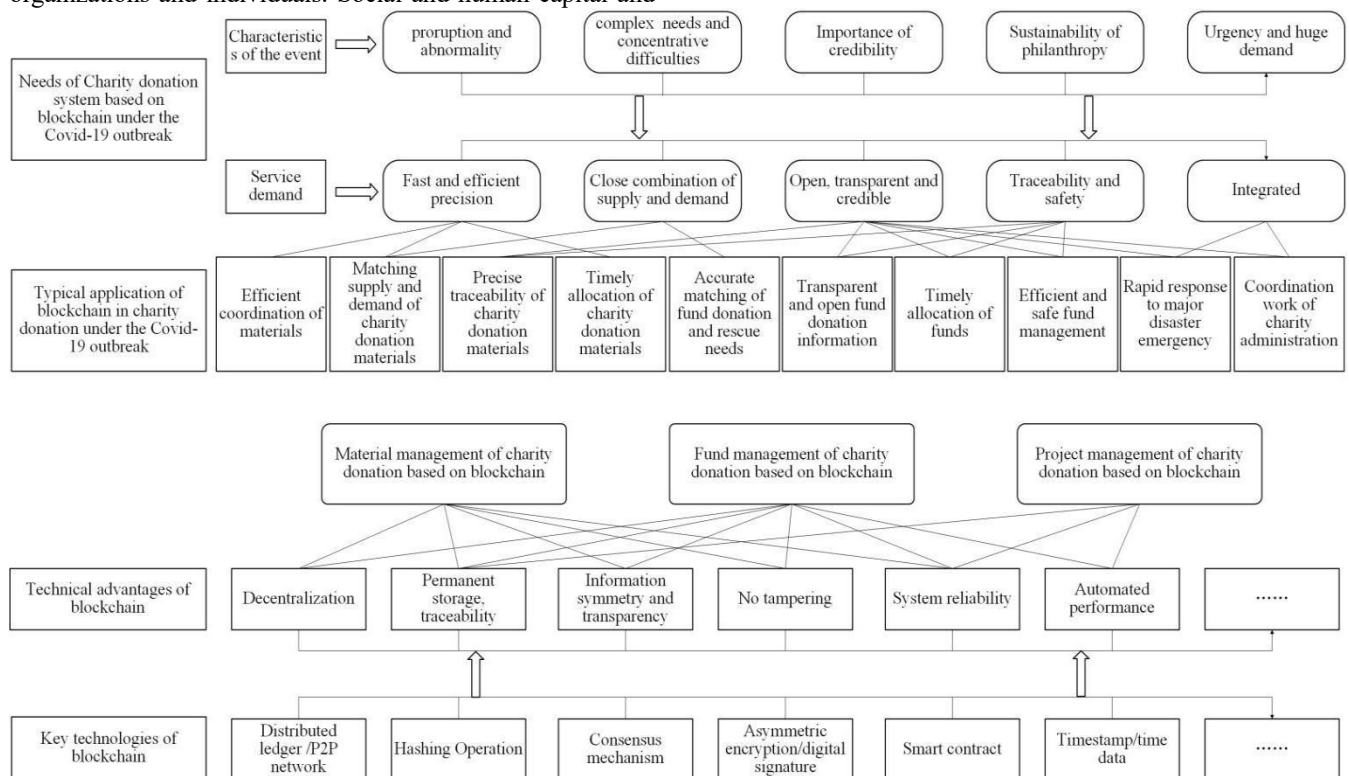 organizations and individuals. Social and human capital and
Characteristic
s of the event
proruption and
abnormality
complex needs and
concentrative
difficulties
Importance of
credibility
Sustainability of
philanthropy
Urgency and huge
demand
Needs of Charity donation
system based on
blockchain under the
Covid-19 outbreak
Service
demand
Fast and efficient
precision
Close combination of
supply and demand
Open, transparent and
credible
Traceability and
safety
Integrated
Typical application of
blockchain in charity
donation under the Covid-
19 outbreak
Efficient
coordination of
materials
Matching
supply and
demand of
charity
donation
materials
Precise
traceability of
charity
donation
materials
Timely
allocation of
charity donation
materials
Accurate
matching of
fund donation
and rescue
needs
Transparent
and open fund
donation
information
Timely
allocation of
funds
Efficient and
safe fund
management
Rapid response
to major
disaster
emergency
Coordination
work of
charity
administration
Material management of charity
donation based on blockchain
Fund management of charity
donation based on blockchain
Project management of charity
donation based on blockchain
Technical advantages of
blockchain
Decentralization
Permanent
storage,
traceability
Information
symmetry and
transparency
No tampering
System reliability
Automated
performance
……
Key technologies of
blockchain
Distributed
ledger /P2P
network
Hashing Operation
Consensus
mechanism
Asymmetric
encryption/digital
signature
Smart contract
Timestamp/time
data
……